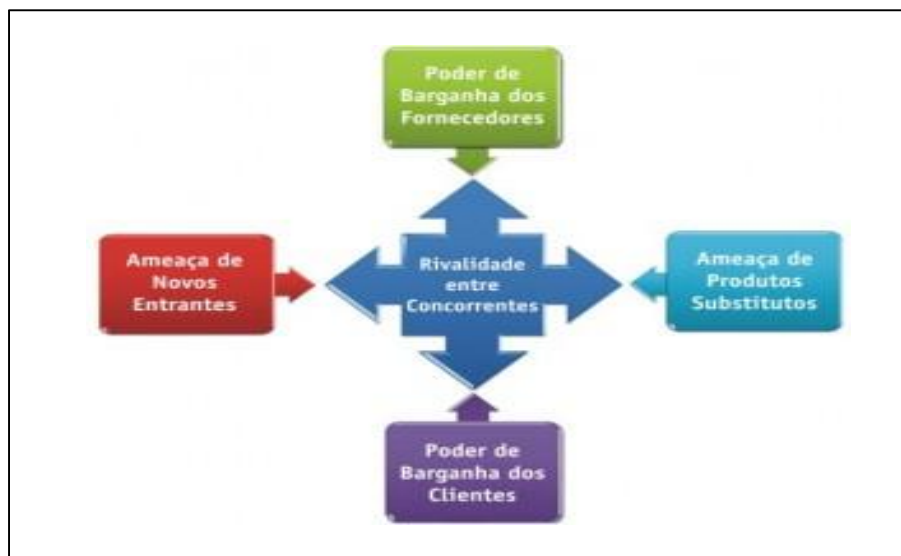 Poder de
Barganha dos
Fornecedores
Ameaça de
Novos
Entrantes
Rivalidade
entre
Concorrentes
Ameaça de
Produtos
Substitutos
Poder de
Barganha dos
Clientes